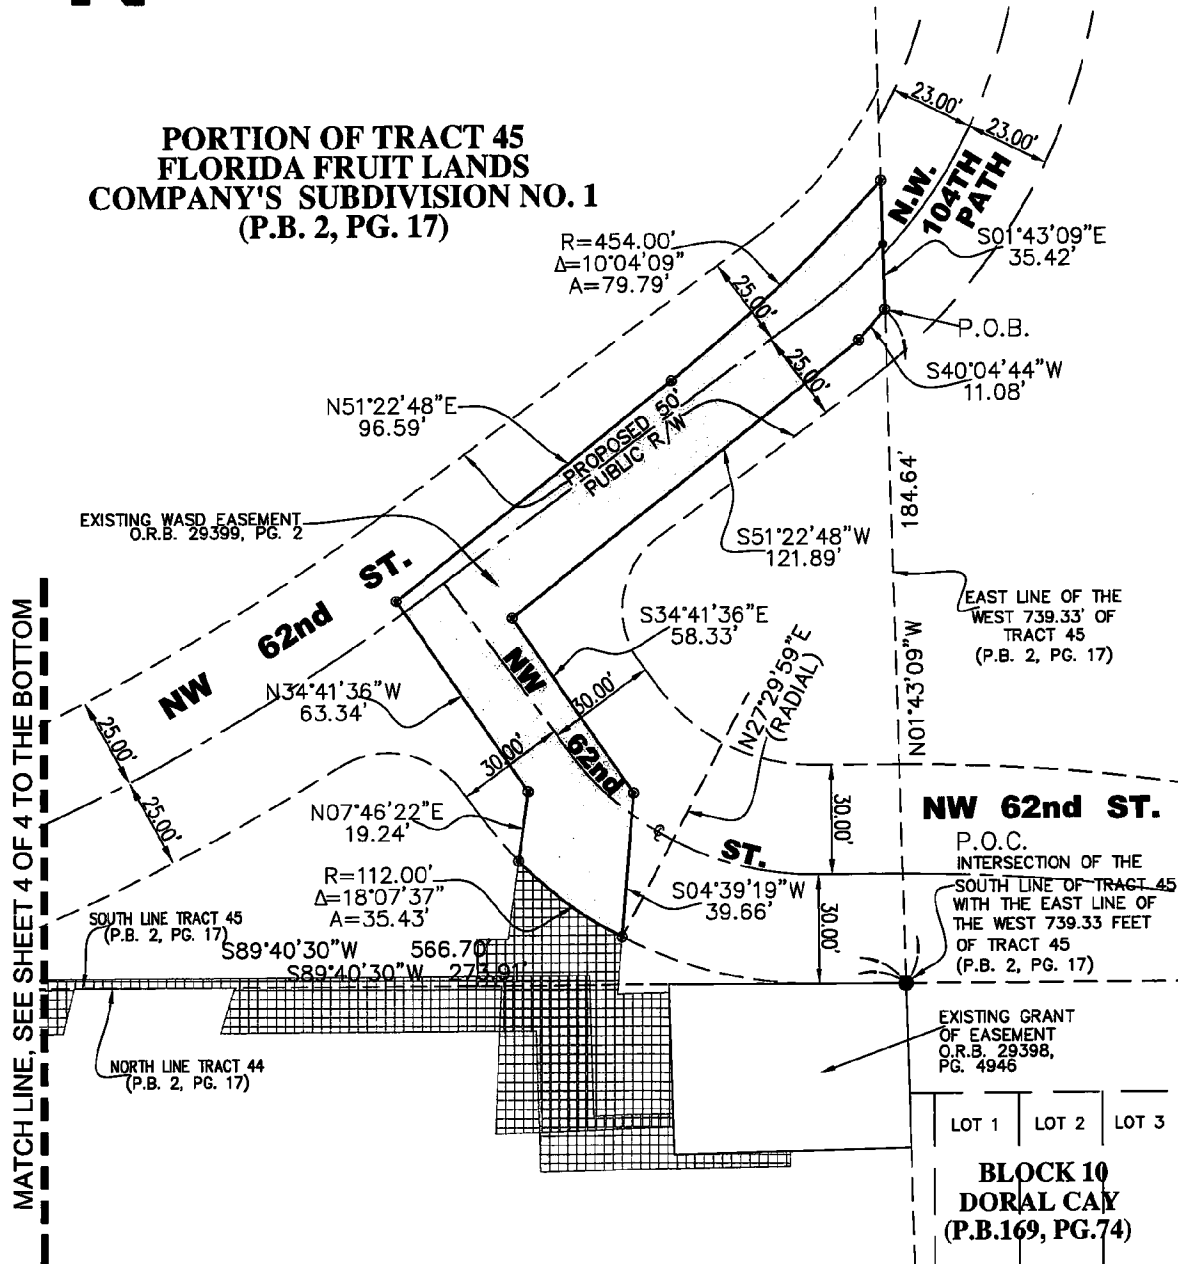 PORTION OF TRACT 45
FLORIDA FRUIT LANDS
COMPANY'S SUBDIVISION NO. 1
(P.B. 2, PG. 17)
23.00'
23.00'
N.W.
104TH
PATH
R=454.00'
Δ=10°04'09"
A=79.79'
S01°43'09"E
35.42'
25.00'
25.00'
P.O.B.
S40°04'44"W
11.08'
N51°22'48"E
96.59'
PROPOSED 50'
PUBLIC R/W
184.64'
EXISTING WASD EASEMENT
O.R.B. 29399, PG. 2
S51°22'48"W
121.89'
NW 62nd ST.
EAST LINE OF THE
WEST 739.33' OF
TRACT 45
(P.B. 2, PG. 17)
S34°41'36"E
58.33'
N01°43'09"W
N27°29'59"E
(RADIAL)
N34°41'36"W
63.34'
NW 62nd ST.
30.00'
30.00'
25.00'
25.00'
N07°46'22"E
19.24'
30.00'
30.00'
NW 62nd ST.
P.O.C.
INTERSECTION OF THE
SOUTH LINE OF TRACT 45
WITH THE EAST LINE OF
THE WEST 739.33 FEET
OF TRACT 45
(P.B. 2, PG. 17)
R=112.00'
Δ=18°07'37"
A=35.43'
S04°39'19"W
39.66'
SOUTH LINE TRACT 45
(P.B. 2, PG. 17)
S89°40'30"W 566.70'
S89°40'30"W 273.91'
NORTH LINE TRACT 44
(P.B. 2, PG. 17)
EXISTING GRANT
OF EASEMENT
O.R.B. 29398,
PG. 4946
LOT 1
LOT 2
LOT 3
BLOCK 10
DORAL CAY
(P.B.169, PG.74)
MATCH LINE, SEE SHEET 4 OF 4 TO THE BOTTOM